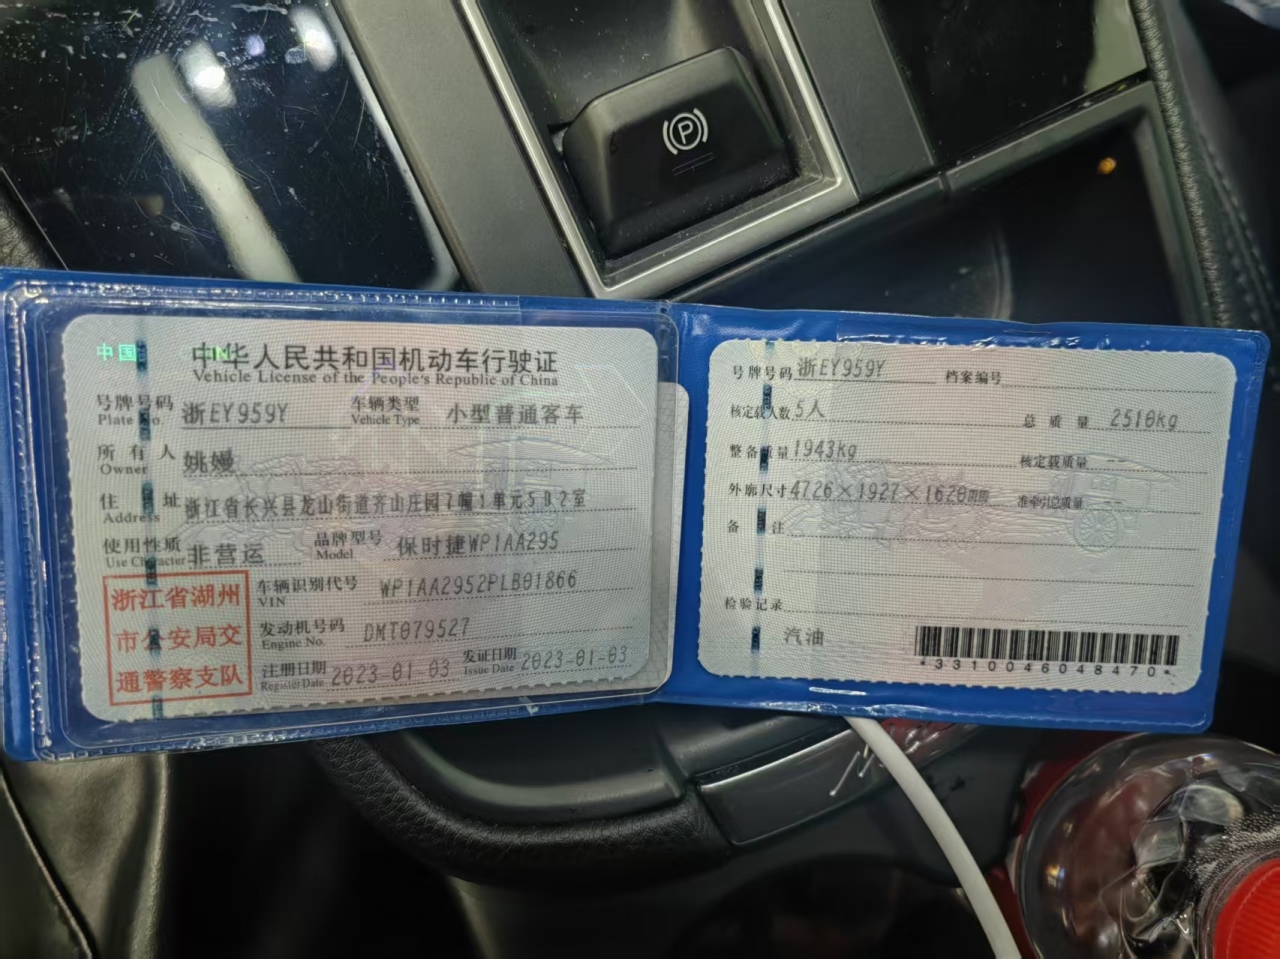 P
中国
中华人民共和国机动车行驶证
Vehicle License of the People's Republic of China
号牌号码 浙EY959Y 车辆类型 小型普通客车
Plate No. Vehicle Type
所有人 姚嫚
Owner
住址 浙江省长兴县龙山街道齐山庄园7幢1单元502室
Address
使用性质 非营运 品牌型号 保时捷WP1AA295
Use Character Model
浙江省湖州
市公安局交
通警察支队
车辆识别代号 WP1AA2952PLB01866
VIN
发动机号码 DMT079527
Engine No.
注册日期 2023-01-03 发证日期 2023-01-03
Register Date Issue Date
号牌号码 浙EY959Y 档案编号
核定载人数 5人 总质量 2510kg
整备质量 1943kg 核定载质量 --
外廓尺寸 4726×1927×1620mm 准牵引总质量 --
备注
检验记录
汽油
*3310046048470*